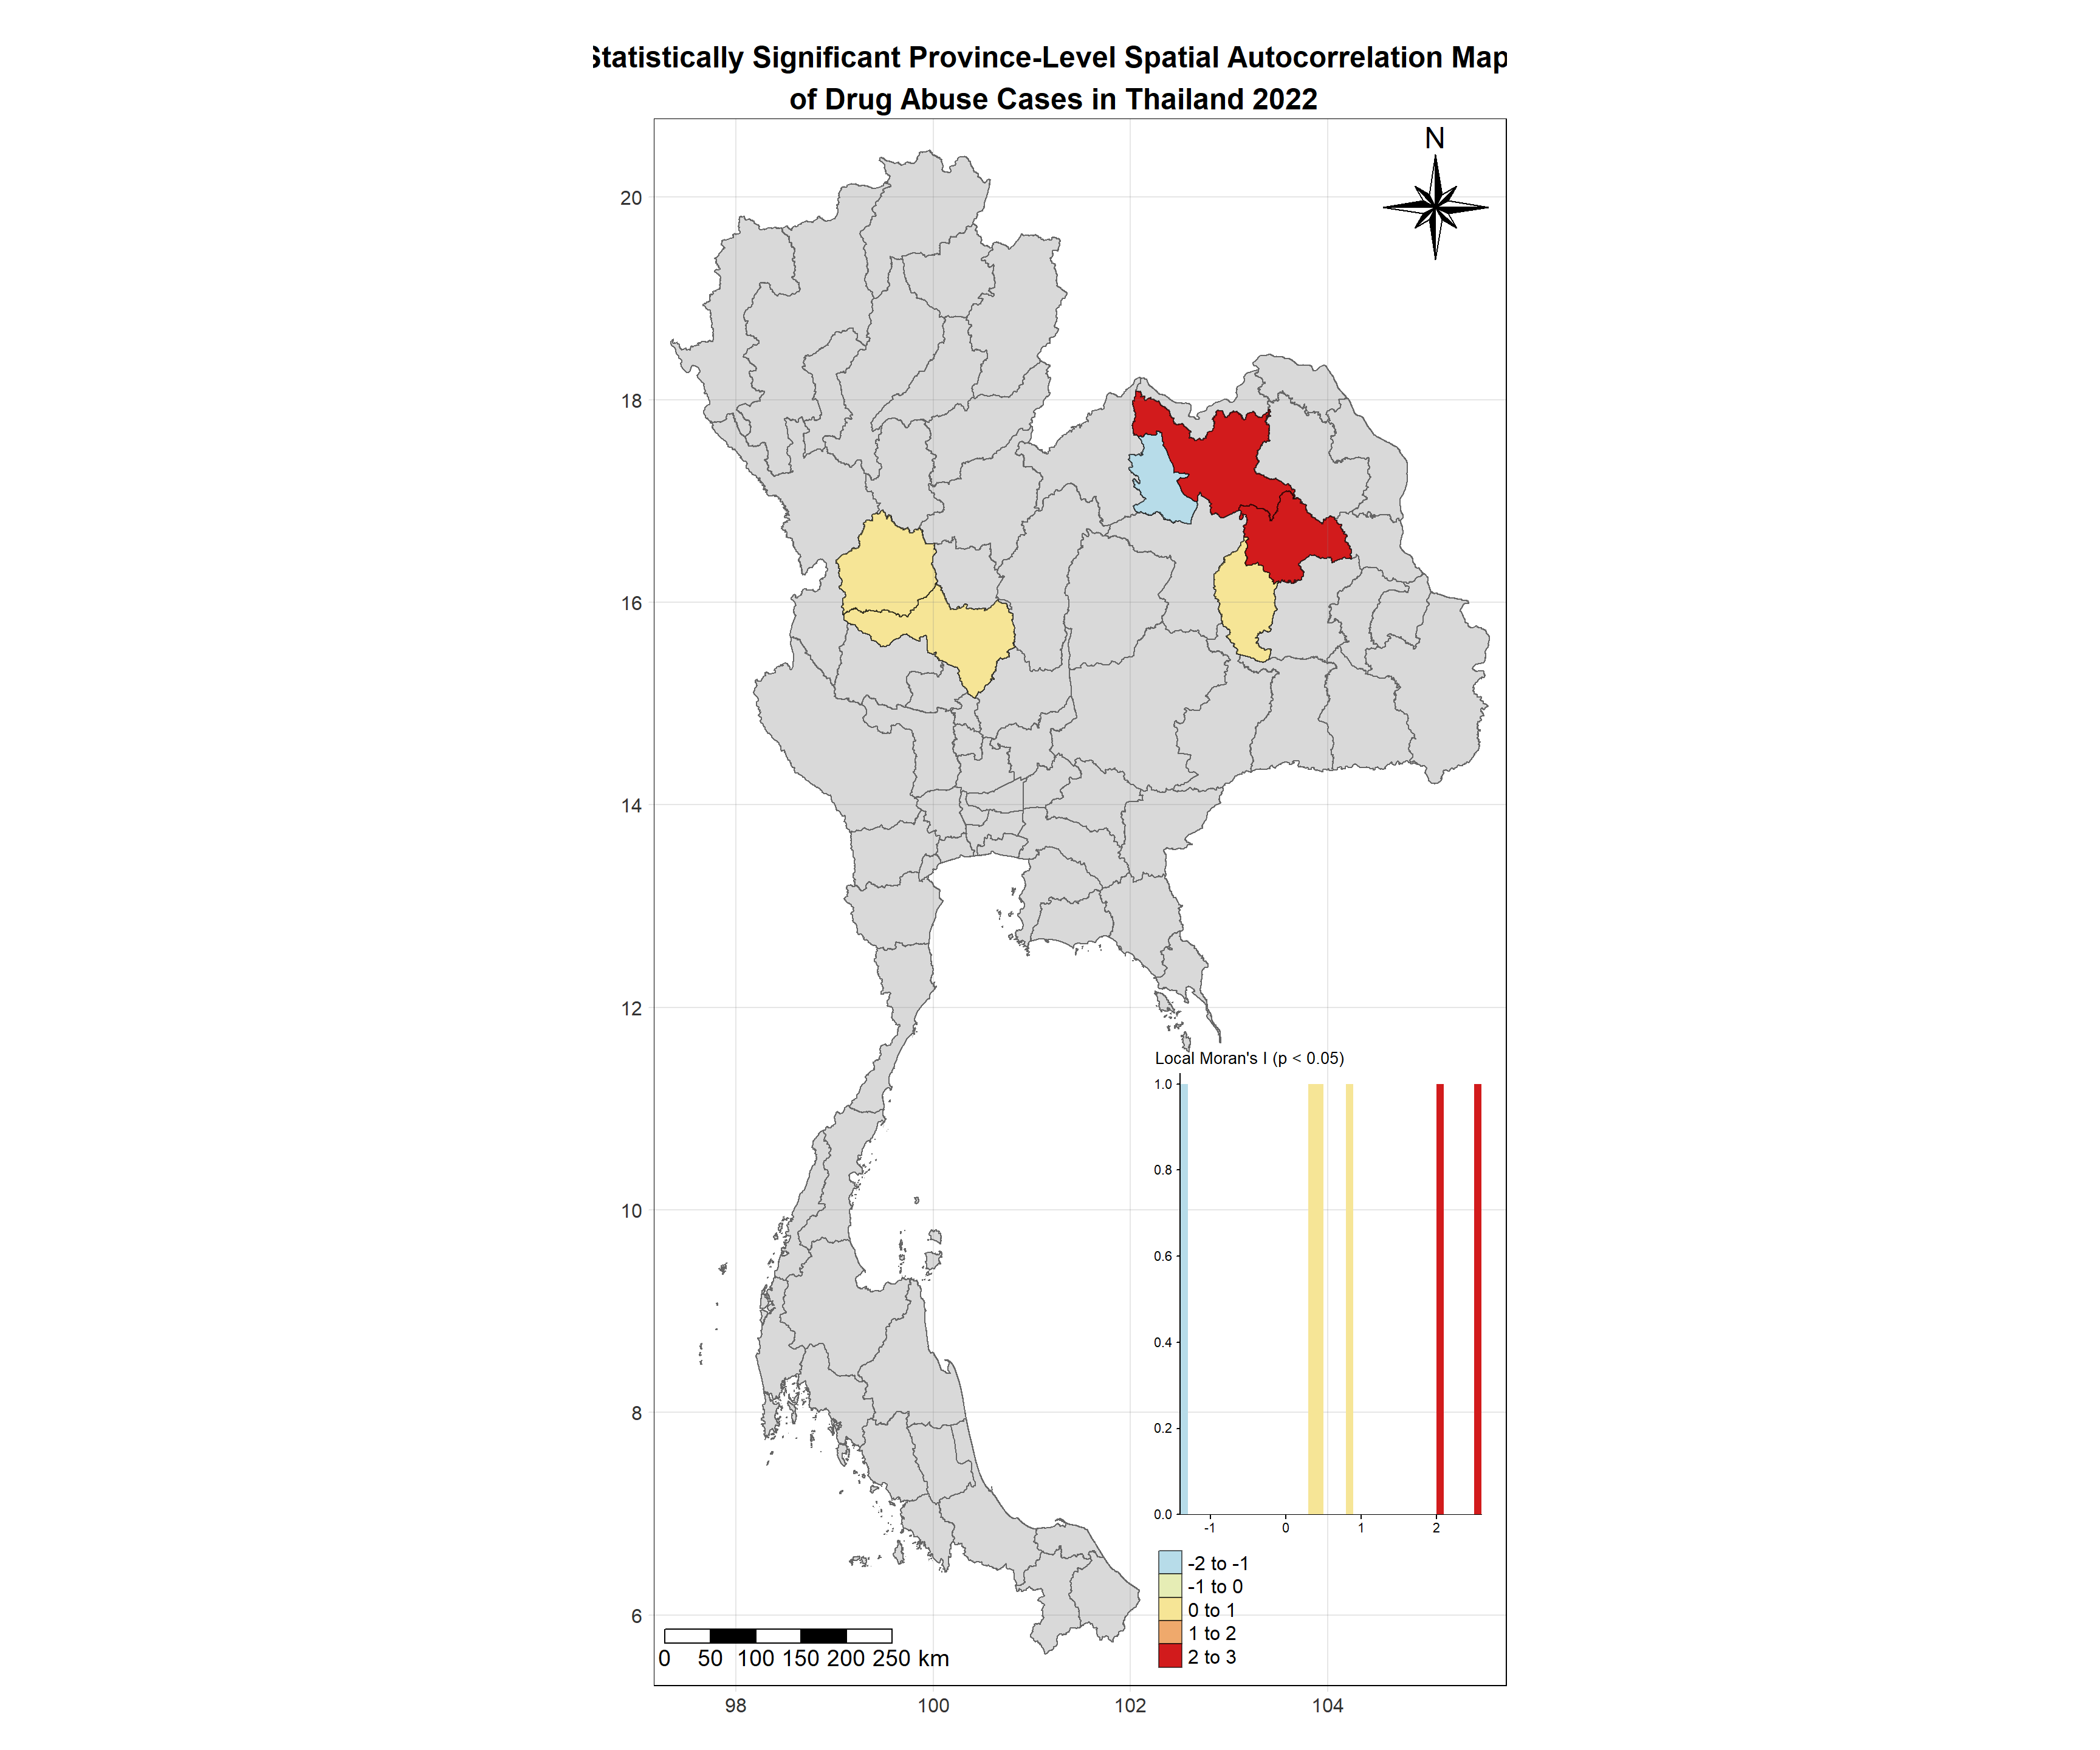 Statistically Significant Province-Level Spatial Autocorrelation Map
of Drug Abuse Cases in Thailand 2022
N
20
18
16
14
12
10
8
6
98 100 102 104
Local Moran's I (p < 0.05)
1.0
0.8
0.6
0.4
0.2
0.0
-1 0 1 2
-2 to -1
-1 to 0
0 to 1
1 to 2
2 to 3
0 50 100 150 200 250 km